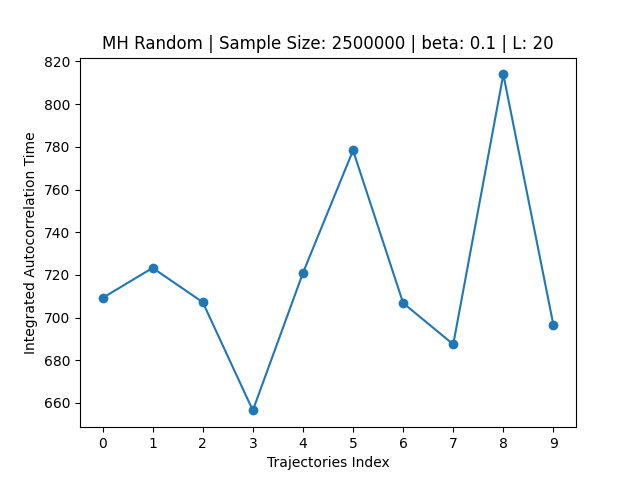 MH Random | Sample Size: 2500000 | beta: 0.1 | L: 20
820
800
780
760
740
720
700
680
660
Integrated Autocorrelation Time
0 1 2 3 4 5 6 7 8 9
Trajectories Index